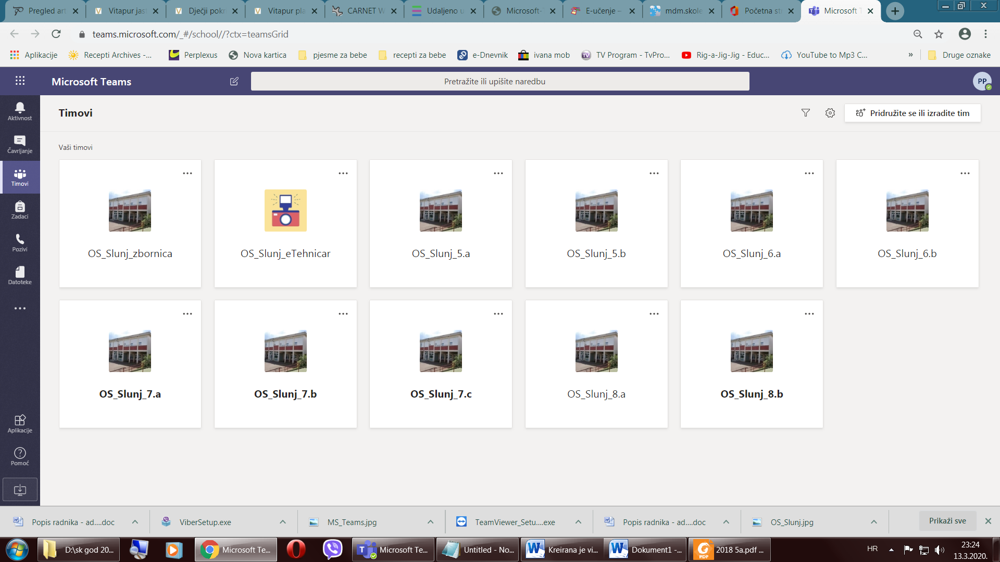 Pregled art
Vitapur jast
Dječji pokr
Vitapur pla
CARNET W
Udaljeno u
Microsoft-
E-učenje –
mdm.skole
Početna str
Microsoft T
teams.microsoft.com/_#/school//?ctx=teamsGrid
Aplikacije
Recepti Archives -...
Perplexus
Nova kartica
pjesme za bebe
recepti za bebe
e-Dnevnik
ivana mob
TV Program - TvPro...
Rig-a-Jig-Jig - Educ...
YouTube to Mp3 C...
»
Druge oznake
Microsoft Teams
Pretražite ili upišite naredbu
PP
Aktivnost
Čavrljanje
Timovi
Zadaci
Pozivi
Datoteke
Aplikacije
Pomoć
Timovi
Pridružite se ili izradite tim
Vaši timovi
OS_Slunj_zbornica
OS_Slunj_eTehnicar
OS_Slunj_5.a
OS_Slunj_5.b
OS_Slunj_6.a
OS_Slunj_6.b
OS_Slunj_7.a
OS_Slunj_7.b
OS_Slunj_7.c
OS_Slunj_8.a
OS_Slunj_8.b
Popis radnika - ad....doc
ViberSetup.exe
MS_Teams.jpg
TeamViewer_Setu....exe
Popis radnika - ad....doc
OS_Slunj.jpg
Prikaži sve
D:\sk god 20...
Microsoft Te...
Microsoft Te...
Untitled - No...
Kreirana je vi...
Dokument1 -...
2018 5a.pdf ...
HR
23:24
13.3.2020.